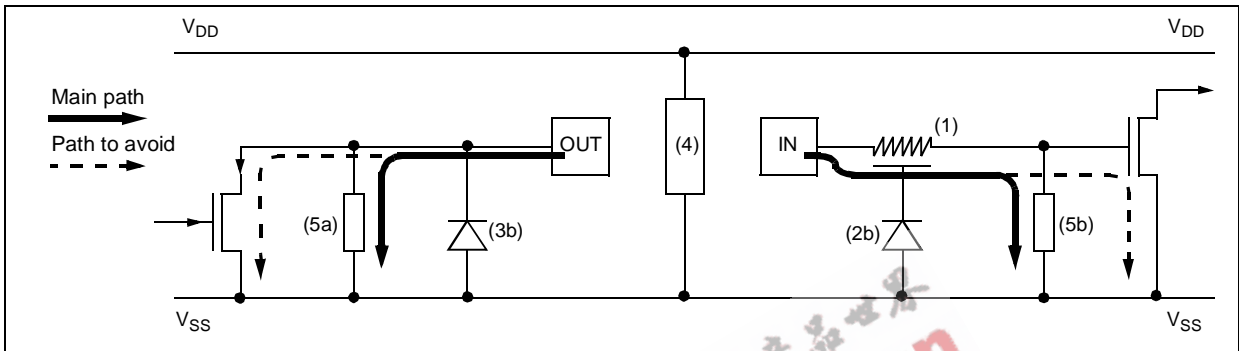 VDD
VDD
Main path
Path to avoid
OUT
(4)
IN
(1)
(5a)
(3b)
(2b)
(5b)
VSS
VSS